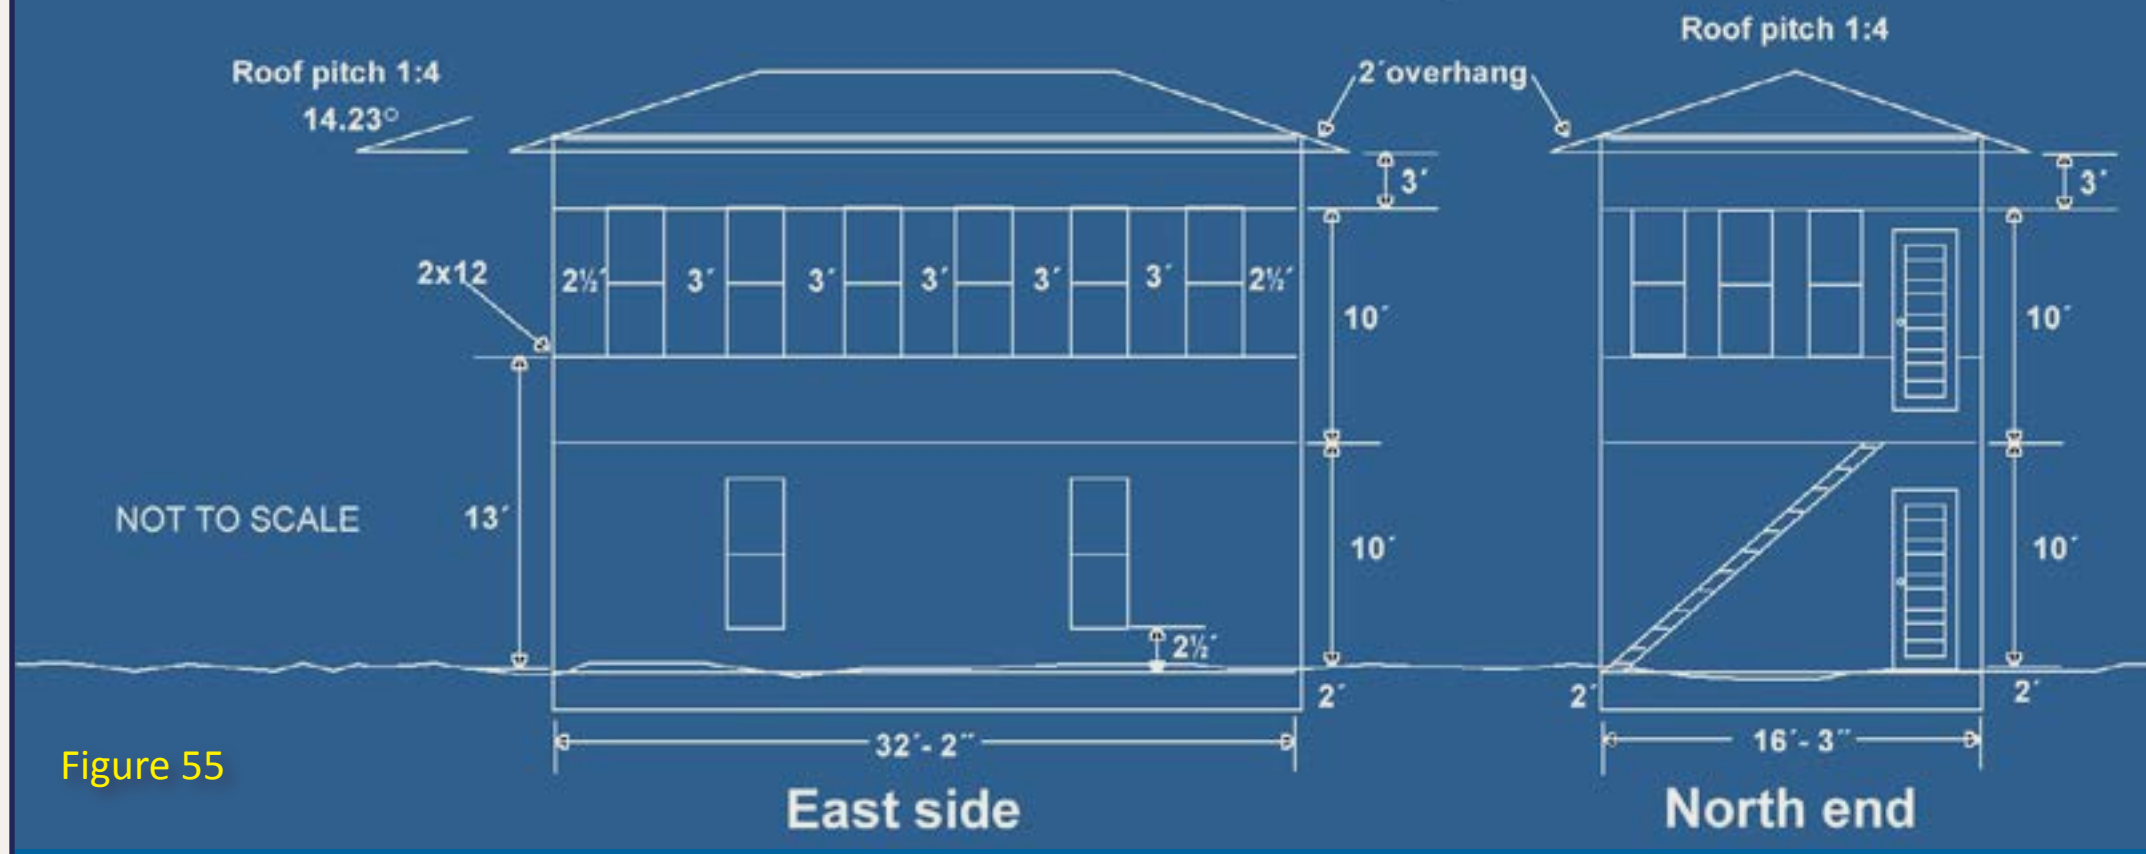 Roof pitch 1:4
14.23°
2´overhang
Roof pitch 1:4
3´
3´
2x12
2½´
3´
3´
3´
3´
3´
2½´
10´
10´
NOT TO SCALE
13´
10´
10´
2½´
2´
2´
2´
32´- 2˝
16´- 3˝
Figure 55
East side
North end